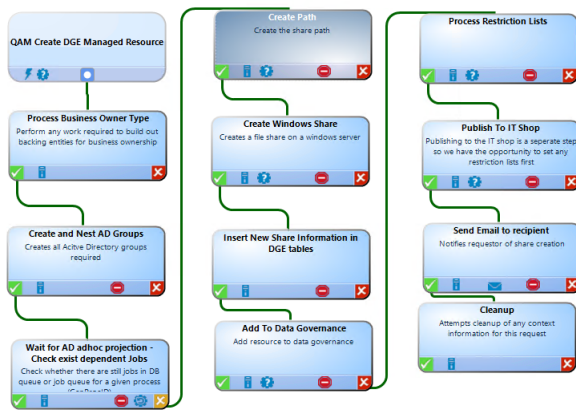 QAM Create DGE Managed Resource
Process Business Owner Type
Perform any work required to build out
backing entities for business ownership
Create and Nest AD Groups
Creates all Acitve Directory groups
required
Wait for AD adhoc projection -
Check exist dependent Jobs
Check whether there are still jobs in DB
queue or job queue for a given process
Create Path
Create the share path
Create Windows Share
Creates a file share on a windows server
Insert New Share Information in
DGE tables
Add To Data Governance
Add resource to data governance
Process Restriction Lists
Publish To IT Shop
Publishing to the IT shop is a seperate step
so we have the opportunity to set any
restriction lists first
Send Email to recipient
Notifies requestor of share creation
Cleanup
Attempts cleanup of any context
information for this request